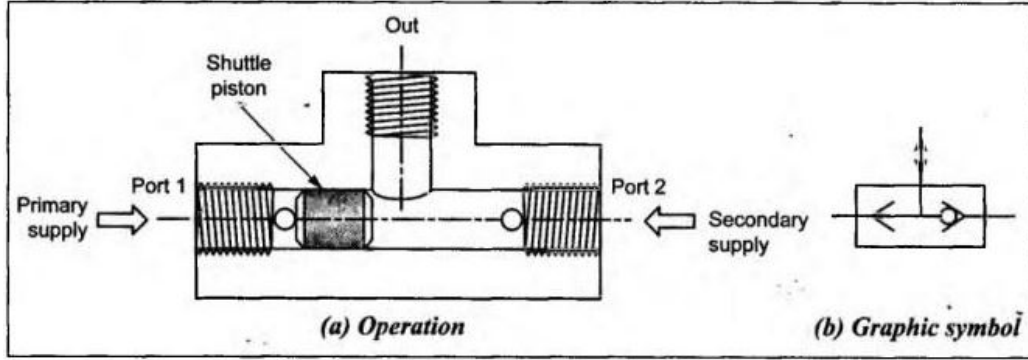 Out
Shuttle
piston
Port 1
Port 2
Primary
supply
Secondary
supply
(a) Operation
(b) Graphic symbol